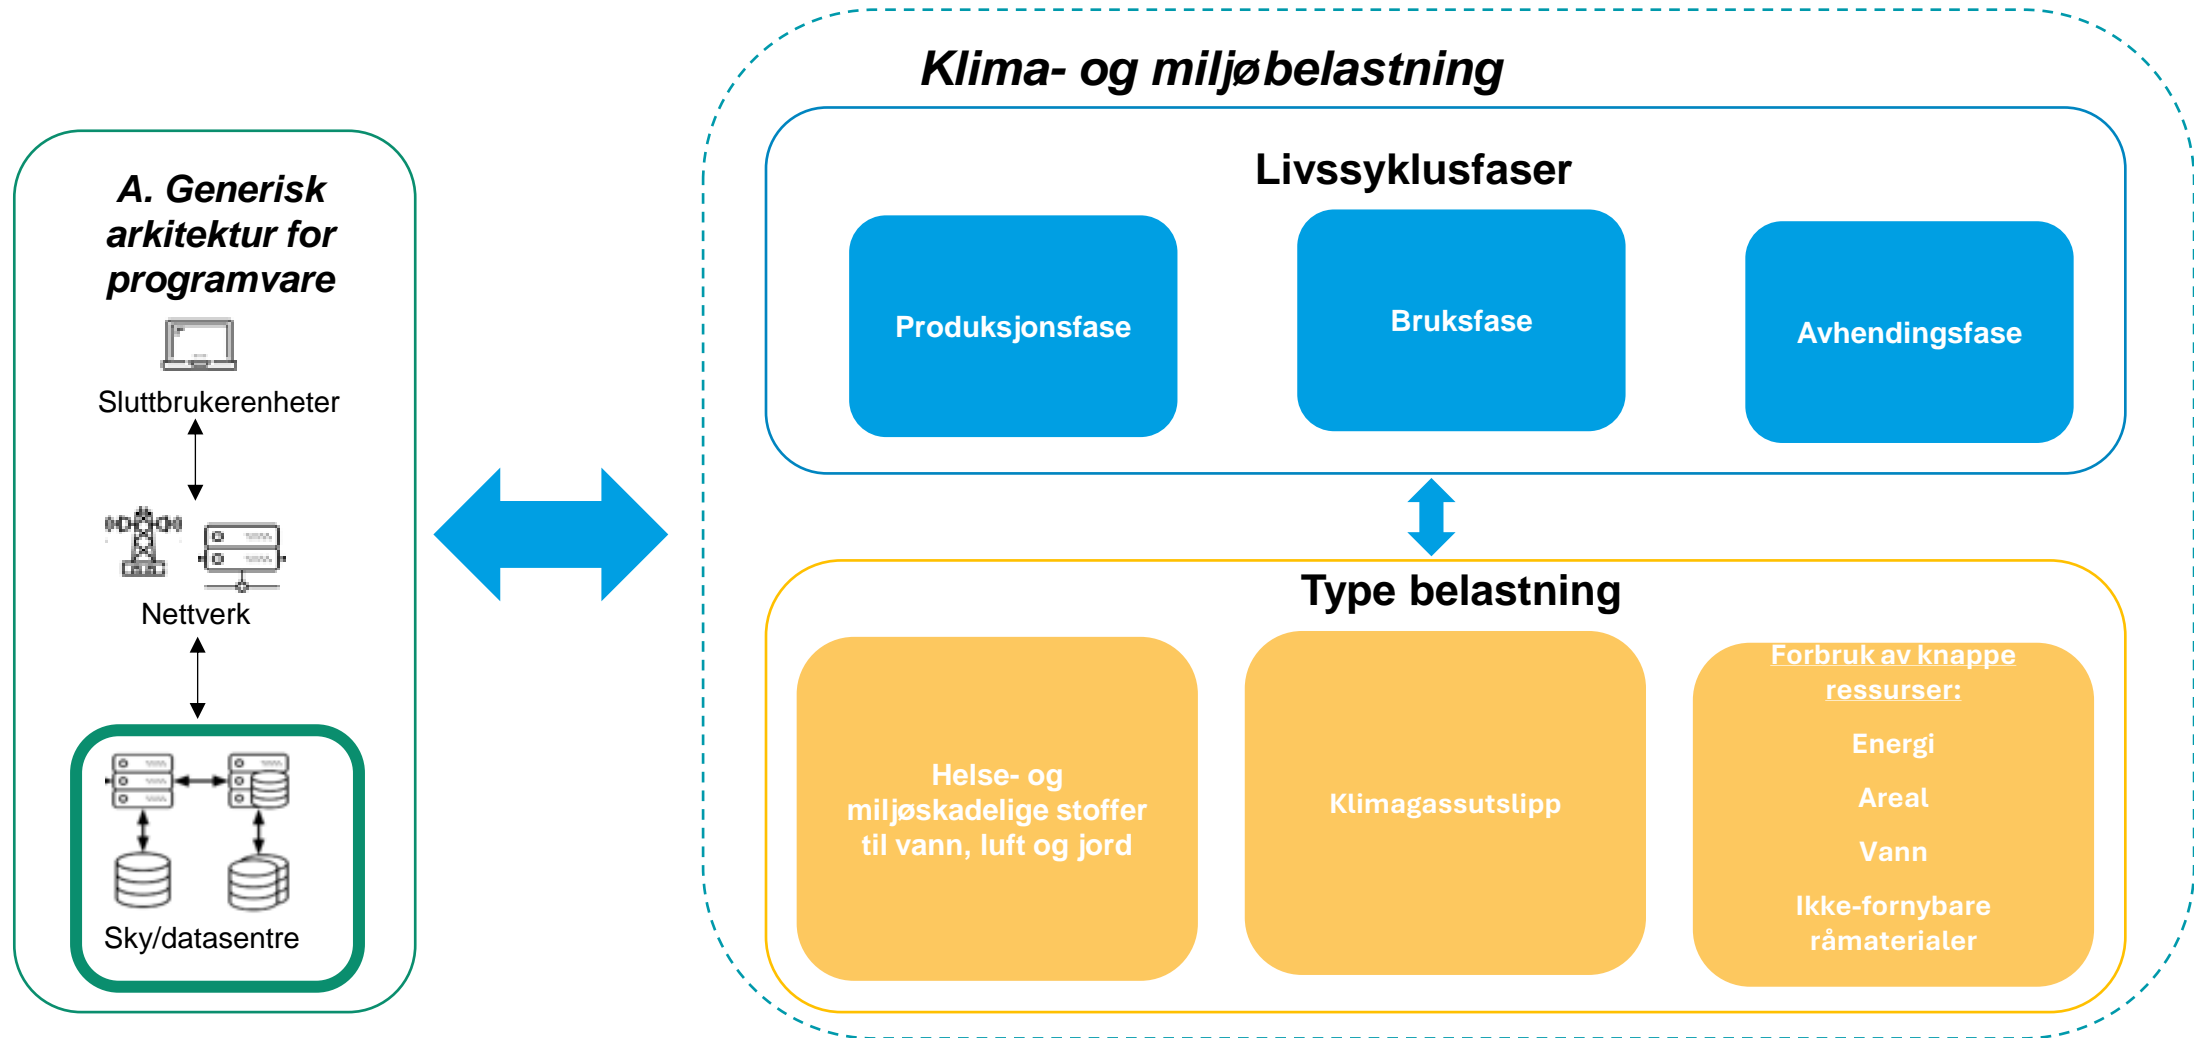 A. Generisk
arkitektur for
programvare
Sluttbrukerenheter
Nettverk
Sky/datasentre
Klima- og miljøbelastning
Livssyklusfaser
Produksjonsfase
Bruksfase
Avhendingsfase
Type belastning
Helse- og
miljøskadelige stoffer
til vann, luft og jord
Klimagassutslipp
Forbruk av knappe
ressurser:
Energi
Areal
Vann
Ikke-fornybare
råmaterialer